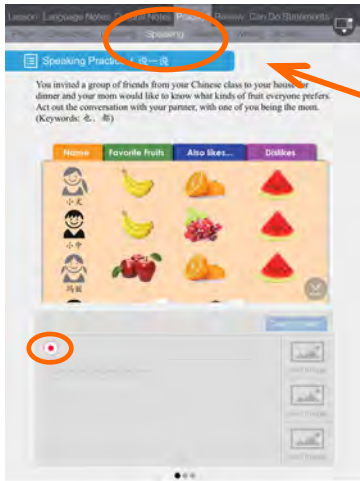 Lesson Language Notes Cultural Notes Practice Review Can Do Statements
Speaking
Speaking Practice / 说一说
You invited a group of friends from your Chinese class to your house for
dinner and your mom would like to know what kinds of fruit everyone prefers.
Act out the conversation with your partner, with one of you being the mom.
(Keywords: 也、都)
Name Favorite Fruits Also likes... Dislikes
小文
小中
玛丽